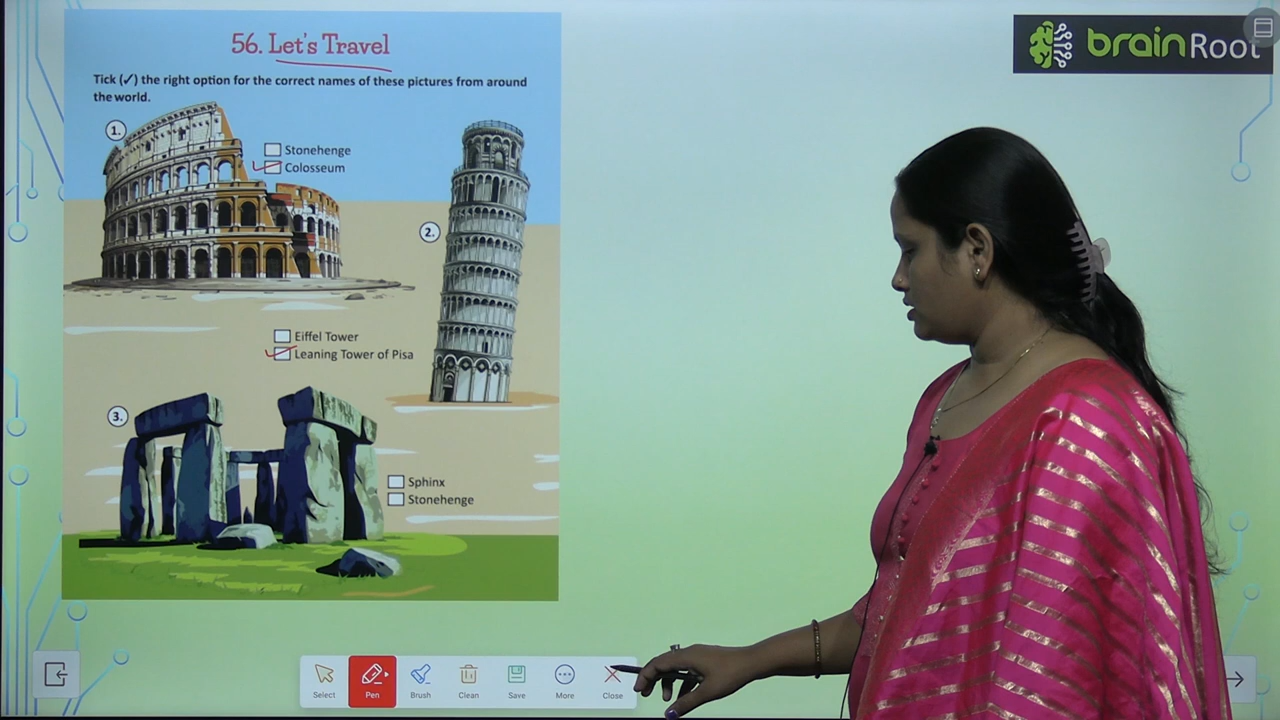 56. Let's Travel
brainRoot
Tick (✓) the right option for the correct names of these pictures from around
the world.
1.
Stonehenge
Colosseum
2.
Eiffel Tower
Leaning Tower of Pisa
3.
Sphinx
Stonehenge
Select Pen Brush Clean Save More Close